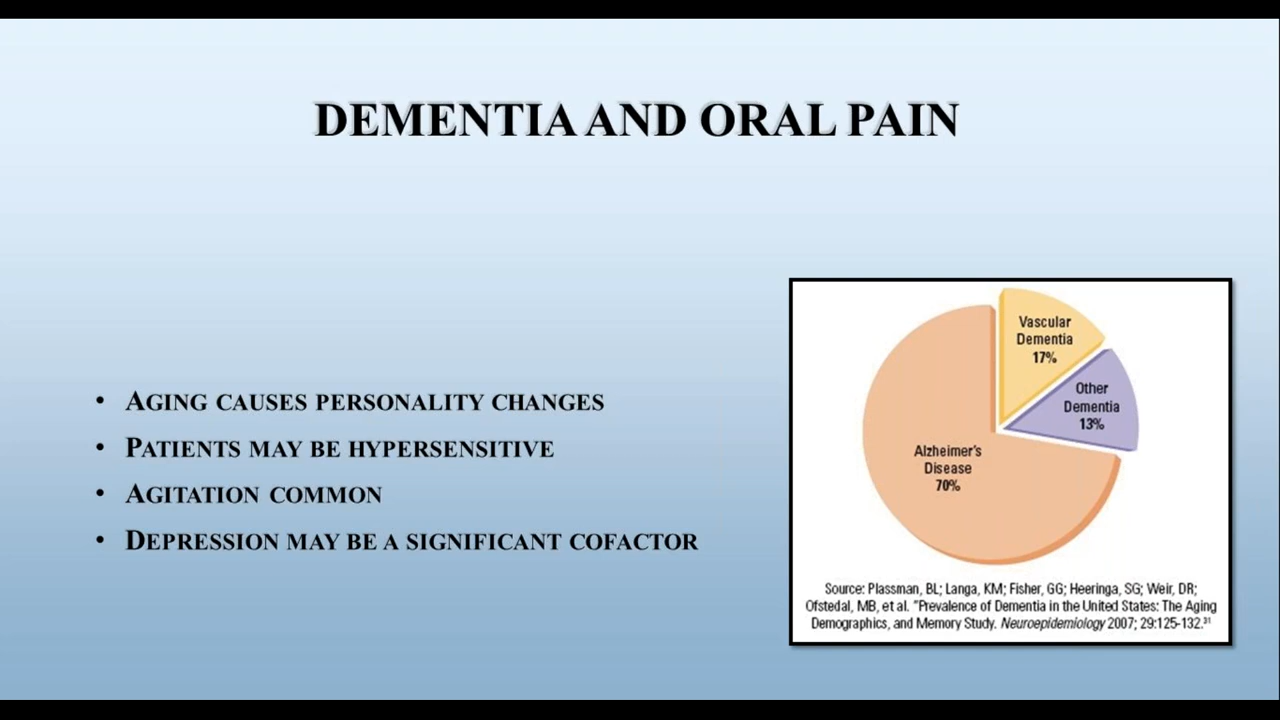 DEMENTIA AND ORAL PAIN
• AGING CAUSES PERSONALITY CHANGES
• PATIENTS MAY BE HYPERSENSITIVE
• AGITATION COMMON
• DEPRESSION MAY BE A SIGNIFICANT COFACTOR
Vascular
Dementia
17%
Other
Dementia
13%
Alzheimer's
Disease
70%
Source: Plassman, BL; Langa, KM; Fisher, GG; Heeringa, SG; Weir, DR;
Ofstedal, MB, et al. "Prevalence of Dementia in the United States: The Aging
Demographics, and Memory Study. Neuroepidemiology 2007; 29:125-132.³¹